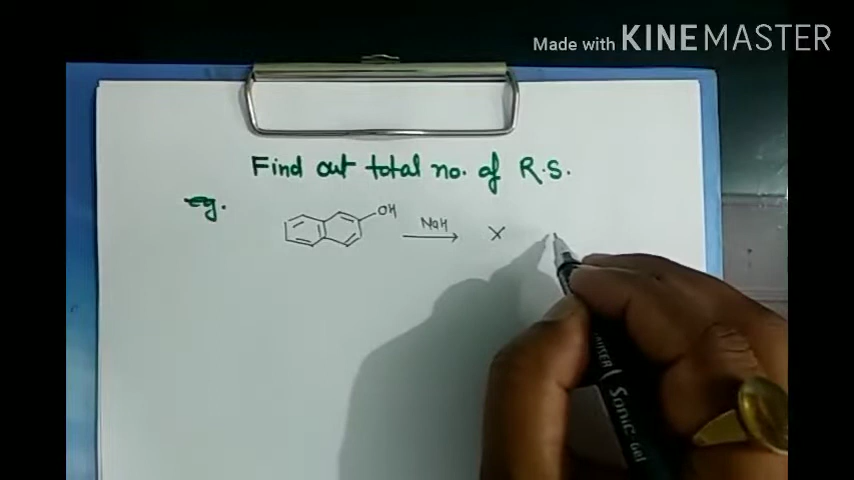 Made with KINEMASTER
Find out total no. of R.S.
eg.
OH NaH X
SONIC GEL